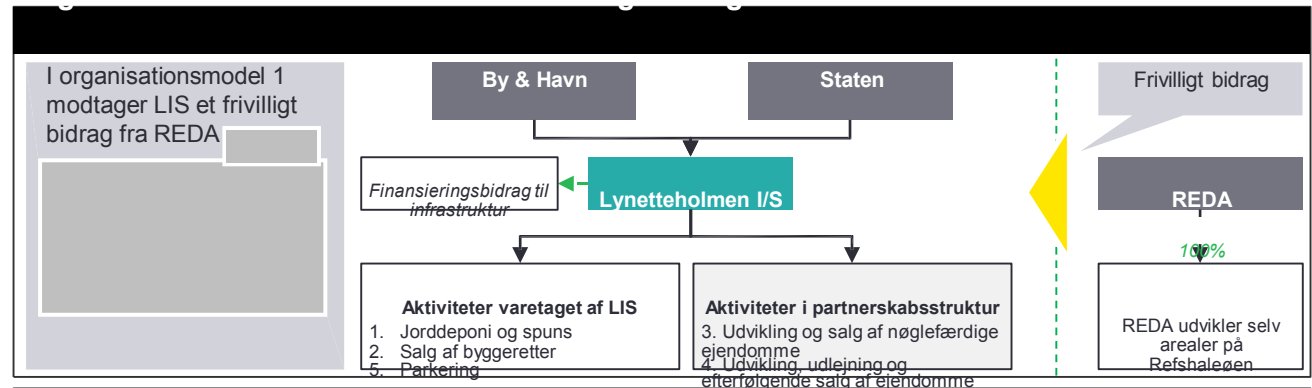 I organisationsmodel 1
modtager LIS et frivilligt
bidrag fra REDA
By & Havn
Staten
Frivilligt bidrag
Finansieringsbidrag til
infrastruktur
Lynetteholmen I/S
REDA
100%
Aktiviteter varetaget af LIS
1. Jorddeponi og spuns
2. Salg af byggeretter
5. Parkering
Aktiviteter i partnerskabsstruktur
3. Udvikling og salg af nøglefærdige
ejendomme
4. Udvikling, udlejning og
efterfølgende salg af ejendomme
REDA udvikler selv
arealer på
Refshaleøen